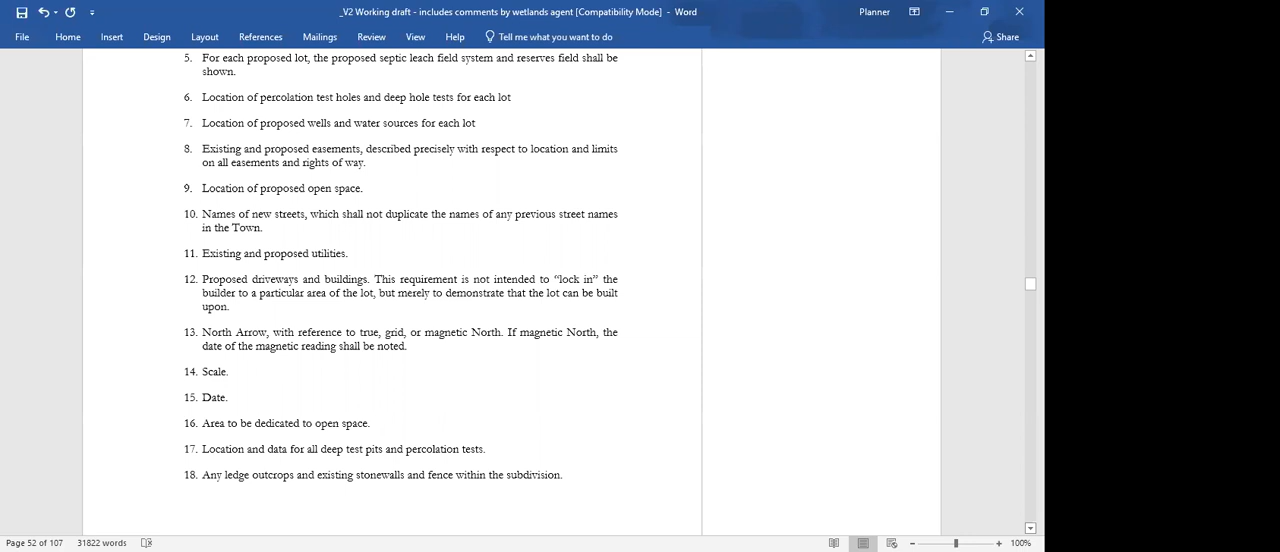 _V2 Working draft - includes comments by wetlands agent [Compatibility Mode] - Word
Planner
File Home Insert Design Layout References Mailings Review View Help Tell me what you want to do
Share
5. For each proposed lot, the proposed septic leach field system and reserves field shall be
shown.
6. Location of percolation test holes and deep hole tests for each lot
7. Location of proposed wells and water sources for each lot
8. Existing and proposed easements, described precisely with respect to location and limits
on all easements and rights of way.
9. Location of proposed open space.
10. Names of new streets, which shall not duplicate the names of any previous street names
in the Town.
11. Existing and proposed utilities.
12. Proposed driveways and buildings. This requirement is not intended to “lock in” the
builder to a particular area of the lot, but merely to demonstrate that the lot can be built
upon.
13. North Arrow, with reference to true, grid, or magnetic North. If magnetic North, the
date of the magnetic reading shall be noted.
14. Scale.
15. Date.
16. Area to be dedicated to open space.
17. Location and data for all deep test pits and percolation tests.
18. Any ledge outcrops and existing stonewalls and fence within the subdivision.
Page 52 of 107 31822 words
100%